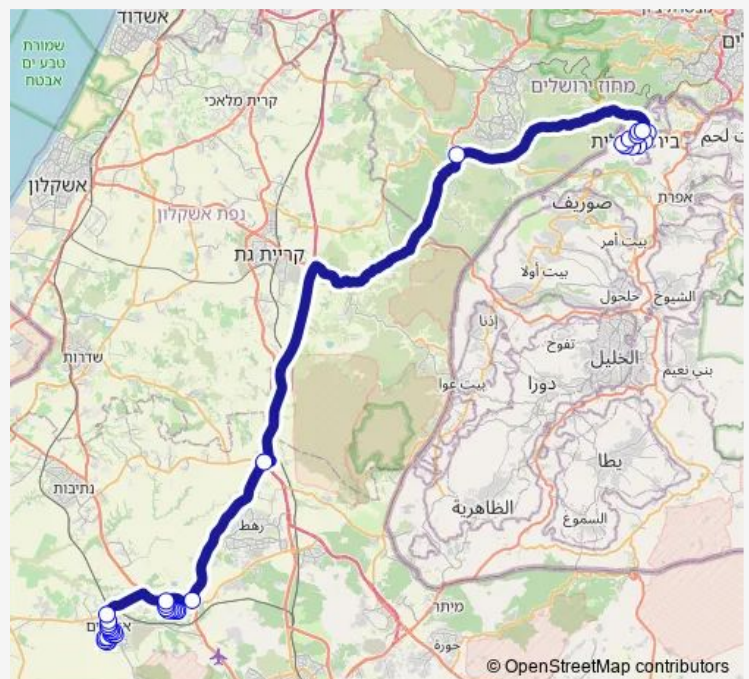 אשדוד
שמורת
טבע ים
אבטח
קרית מלאכי
מחוז ירושלים
אשקלון
נפת אשקלון
צוריף
ת לחם
אפרת
بيت أمر
קריית גת
بيت أولا
حلحول
الشيوخ
إذنا
تفوح
الخليل
שדרות
بيت عوا
دورا
بني نعيم
يطا
נתיבות
الظاهرية
السموع
רהט
מיתר
חורה
© OpenStreetMap contributors